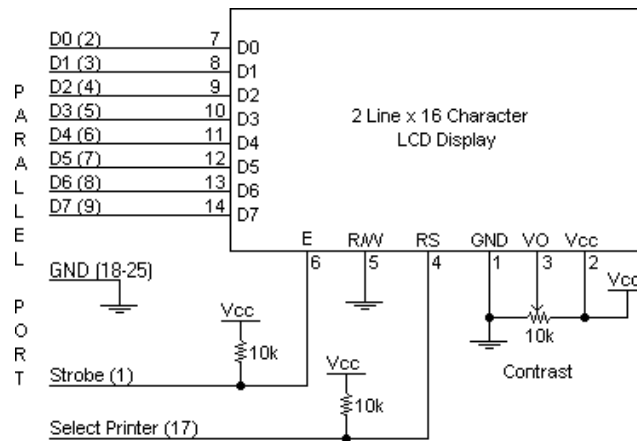 D0 (2) 7 D0
D1 (3) 8 D1
D2 (4) 9 D2
D3 (5) 10 D3
D4 (6) 11 D4
D5 (7) 12 D5
D6 (8) 13 D6
D7 (9) 14 D7
PARALLEL PORT
2 Line x 16 Character
LCD Display
E R/W RS GND VO Vcc
6 5 4 1 3 2
GND (18-25)
Vcc
10k
Contrast
Vcc
10k
Strobe (1)
Vcc
10k
Select Printer (17)